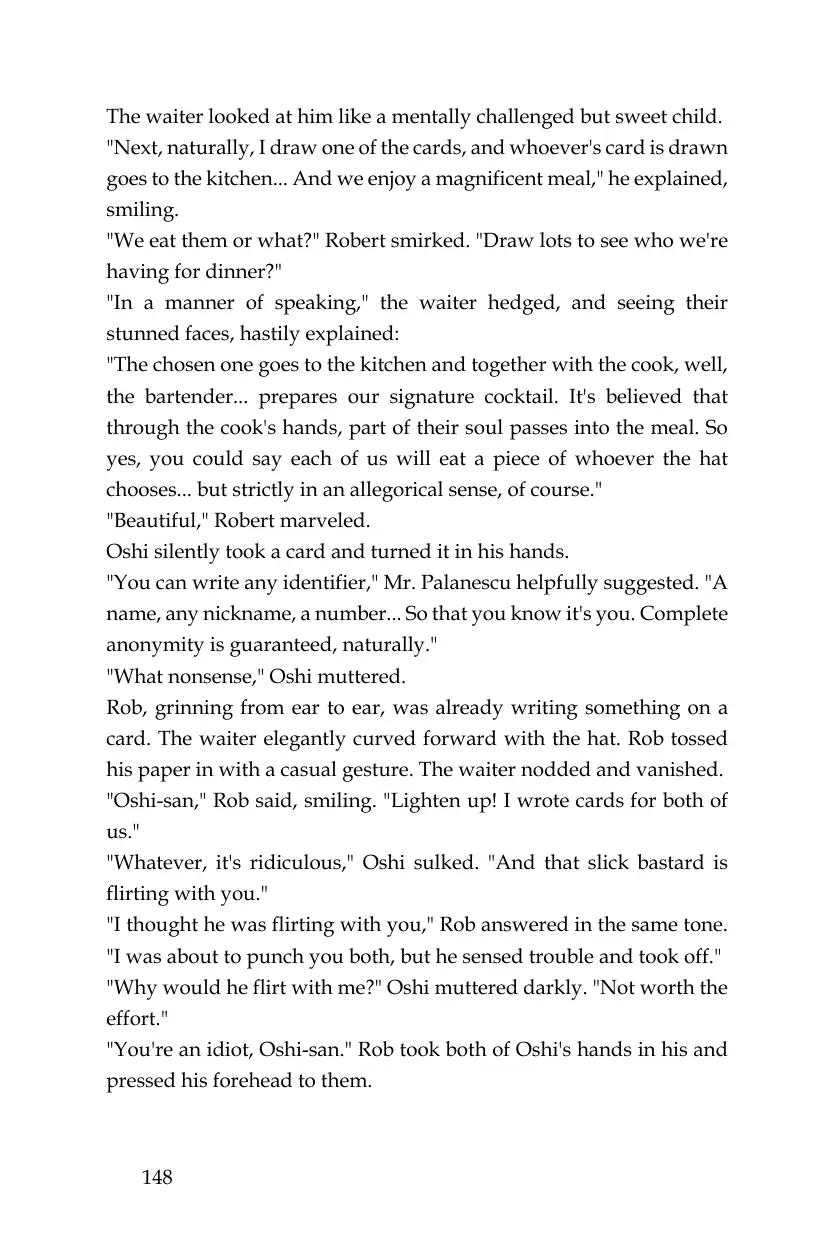 The waiter looked at him like a mentally challenged but sweet child.
"Next, naturally, I draw one of the cards, and whoever's card is drawn
goes to the kitchen... And we enjoy a magnificent meal," he explained,
smiling.
"We eat them or what?" Robert smirked. "Draw lots to see who we're
having for dinner?"
"In a manner of speaking," the waiter hedged, and seeing their
stunned faces, hastily explained:
"The chosen one goes to the kitchen and together with the cook, well,
the bartender... prepares our signature cocktail. It's believed that
through the cook's hands, part of their soul passes into the meal. So
yes, you could say each of us will eat a piece of whoever the hat
chooses... but strictly in an allegorical sense, of course."
"Beautiful," Robert marveled.
Oshi silently took a card and turned it in his hands.
"You can write any identifier," Mr. Palanescu helpfully suggested. "A
name, any nickname, a number... So that you know it's you. Complete
anonymity is guaranteed, naturally."
"What nonsense," Oshi muttered.
Rob, grinning from ear to ear, was already writing something on a
card. The waiter elegantly curved forward with the hat. Rob tossed
his paper in with a casual gesture. The waiter nodded and vanished.
"Oshi-san," Rob said, smiling. "Lighten up! I wrote cards for both of
us."
"Whatever, it's ridiculous," Oshi sulked. "And that slick bastard is
flirting with you."
"I thought he was flirting with you," Rob answered in the same tone.
"I was about to punch you both, but he sensed trouble and took off."
"Why would he flirt with me?" Oshi muttered darkly. "Not worth the
effort."
"You're an idiot, Oshi-san." Rob took both of Oshi's hands in his and
pressed his forehead to them.
148